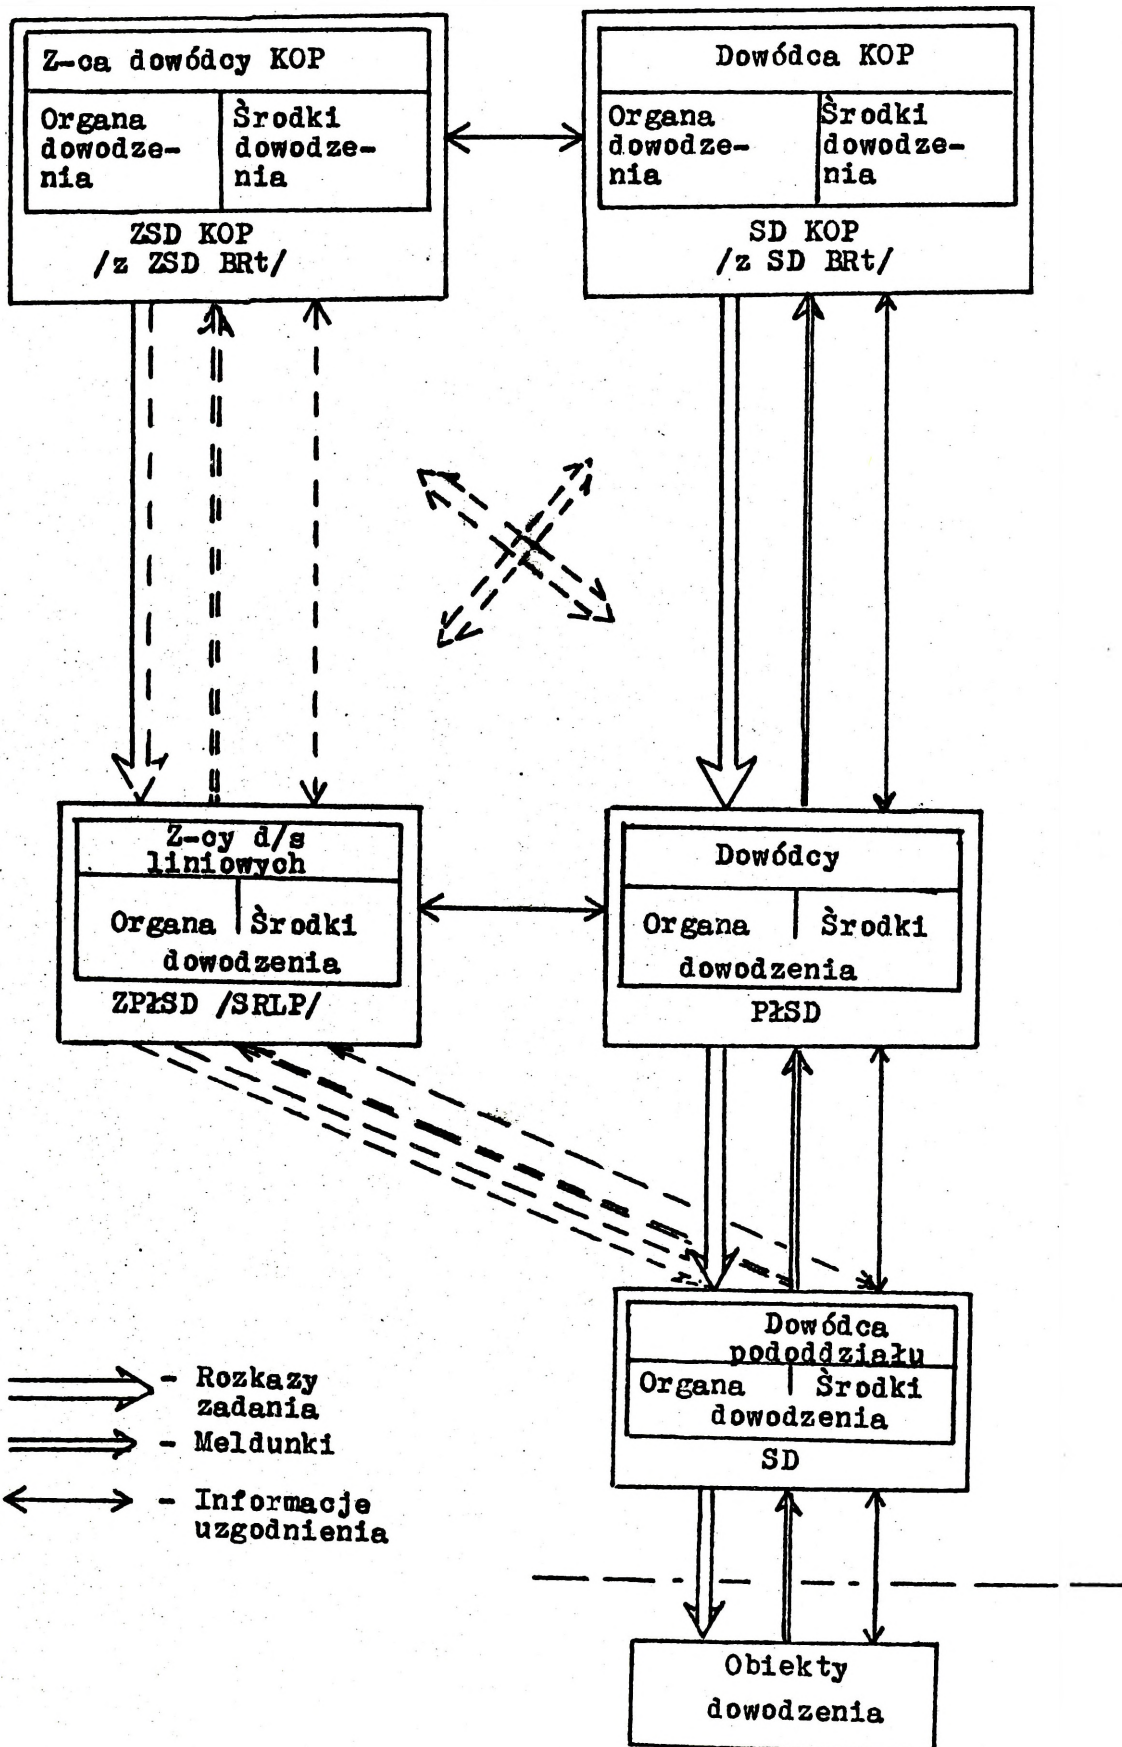 Z-ca dowódcy KOP
Organa
dowodze-
nia
Środki
dowodze-
nia
ZSD KOP
/z ZSD BRt/
Dowódca KOP
Organa
dowodze-
nia
Środki
dowodze-
nia
SD KOP
/z SD BRt/
Z-cy d/s
liniowych
Organa Środki
dowodzenia
ZPłSD /SRLP/
Dowódcy
Organa Środki
dowodzenia
PłSD
Dowódca
pododdziału
Organa Środki
dowodzenia
SD
- Rozkazy
zadania
- Meldunki
- Informacje
uzgodnienia
Obiekty
dowodzenia